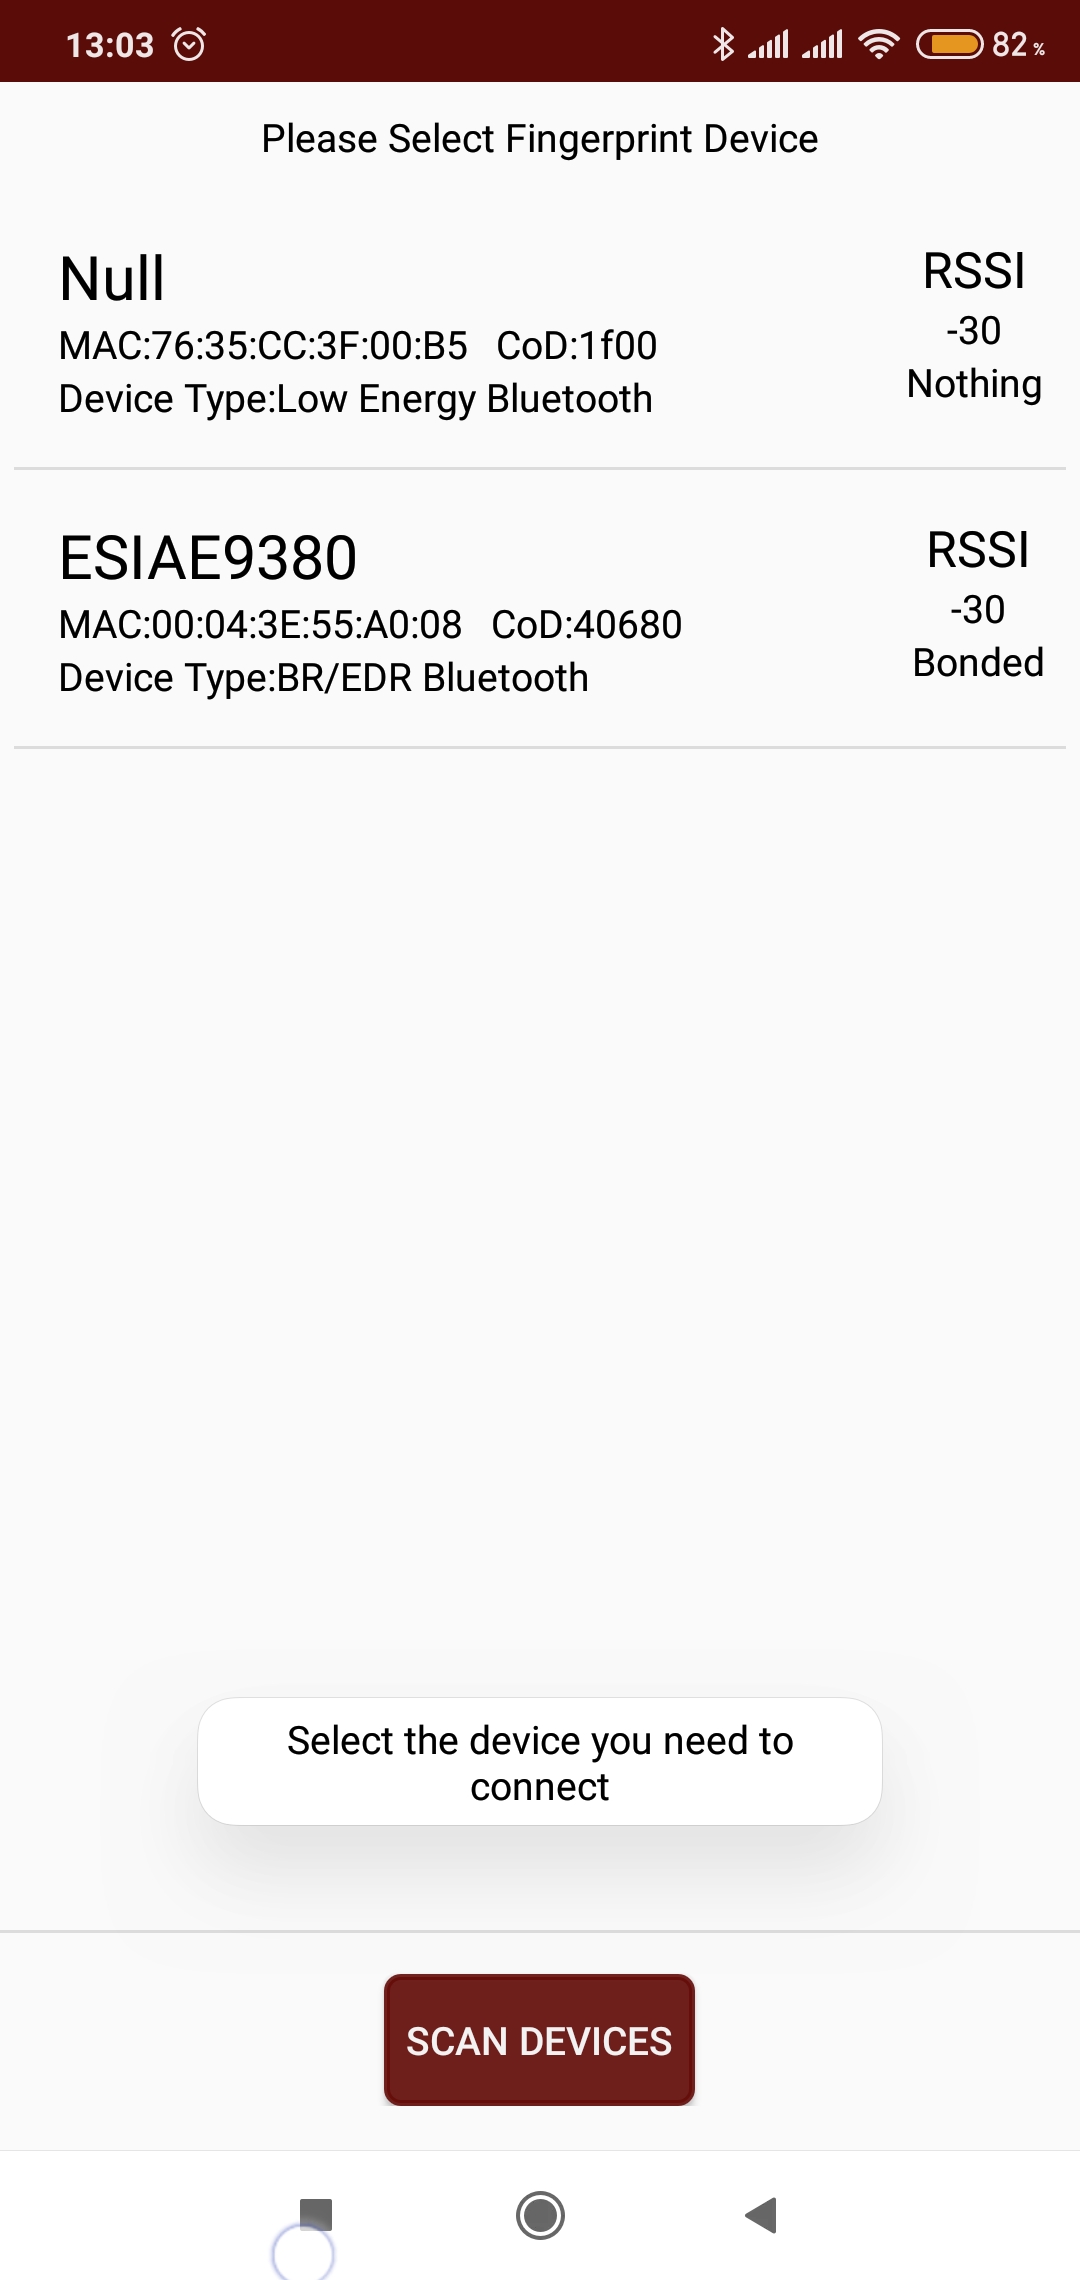 13:03 82 %
Please Select Fingerprint Device
Null
RSSI
MAC:76:35:CC:3F:00:B5 CoD:1f00
-30
Device Type:Low Energy Bluetooth
Nothing
ESIAE9380
RSSI
MAC:00:04:3E:55:A0:08 CoD:40680
-30
Device Type:BR/EDR Bluetooth
Bonded
Select the device you need to
connect
SCAN DEVICES